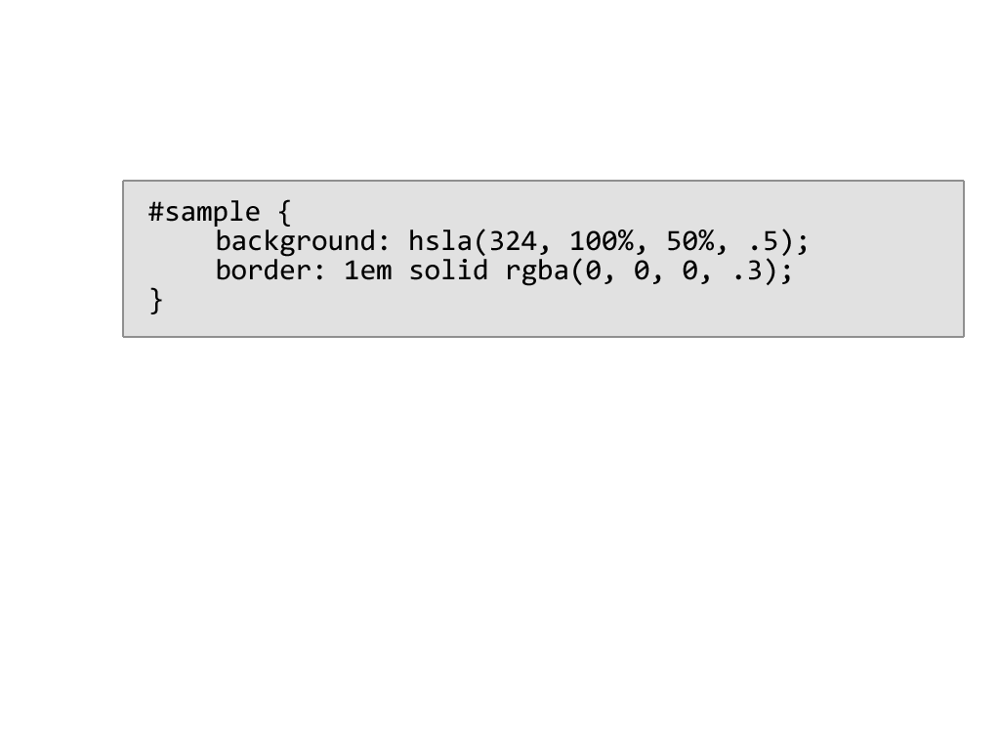 #sample {
    background: hsla(324, 100%, 50%, .5);
    border: 1em solid rgba(0, 0, 0, .3);
}